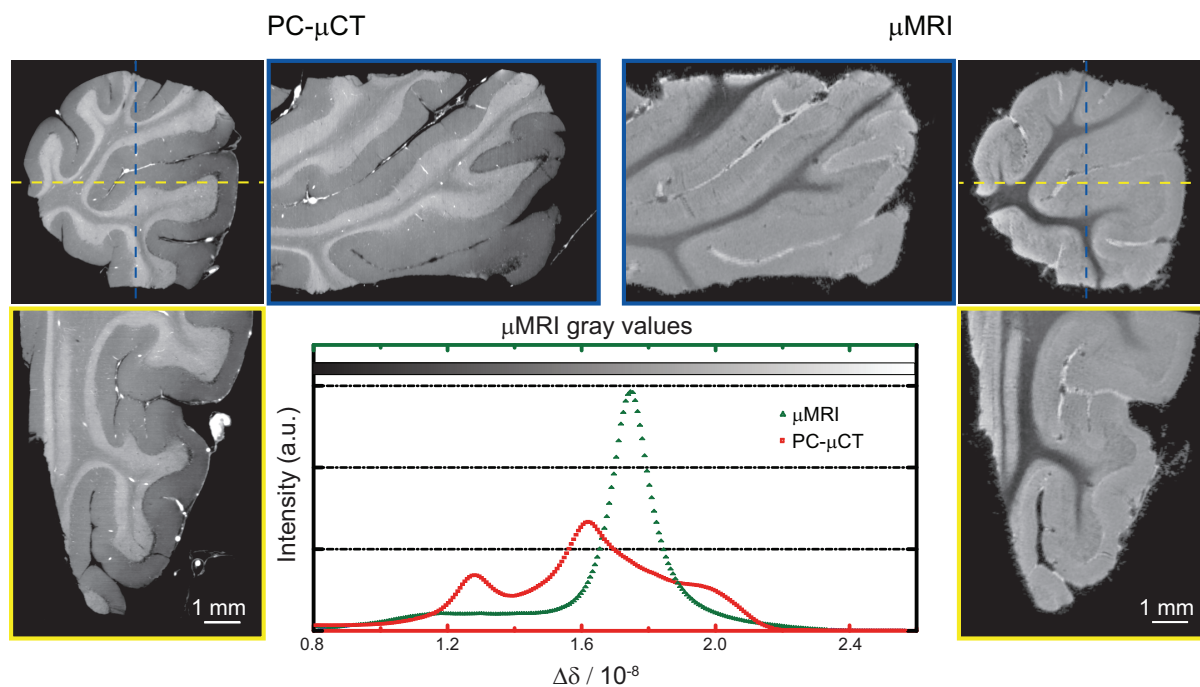 PC-μCT
μMRI
μMRI gray values
μMRI
PC-μCT
Intensity (a.u.)
1 mm
1 mm
0.8 1.2 1.6 2.0 2.4
Δδ / 10⁻⁸